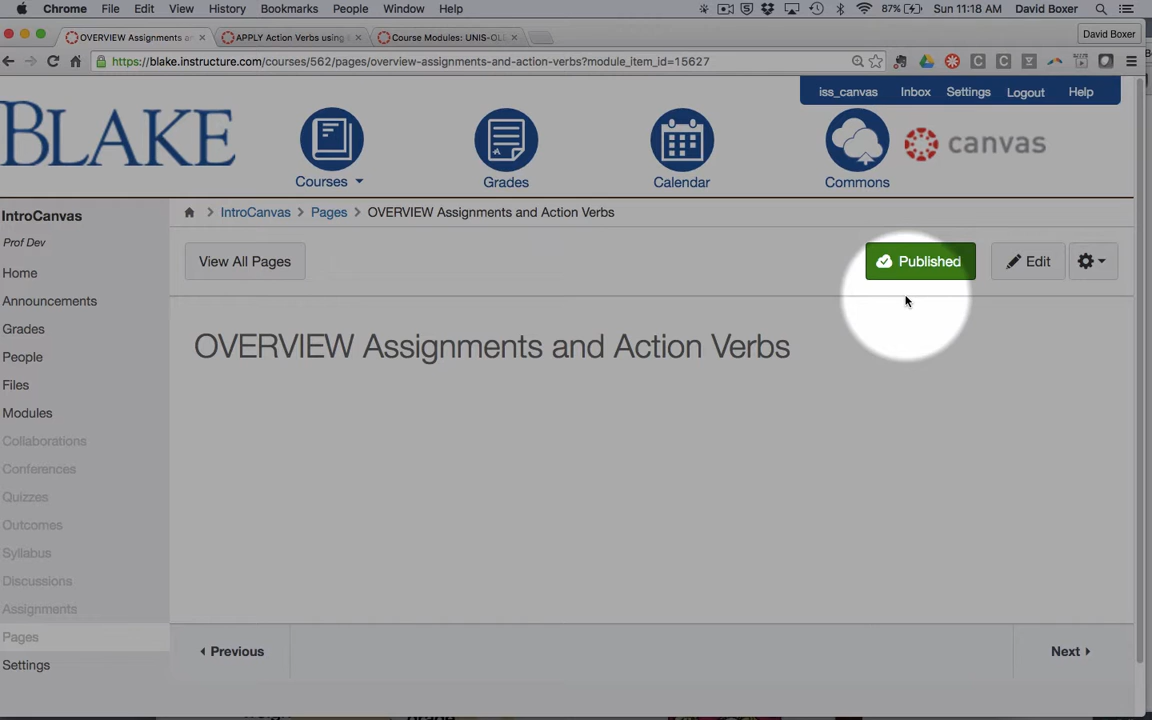 Chrome File Edit View History Bookmarks People Window Help 87% Sun 11:18 AM David Boxer
OVERVIEW Assignments an × APPLY Action Verbs using × Course Modules: UNIS-OL × David Boxer
https://blake.instructure.com/courses/562/pages/overview-assignments-and-action-verbs?module_item_id=15627
iss_canvas Inbox Settings Logout Help
BLAKE
canvas
Courses Grades Calendar Commons
IntroCanvas
Prof Dev
Home
Announcements
Grades
People
Files
Modules
Collaborations
Conferences
Quizzes
Outcomes
Syllabus
Discussions
Assignments
Pages
Settings
IntroCanvas > Pages > OVERVIEW Assignments and Action Verbs
View All Pages Published Edit
OVERVIEW Assignments and Action Verbs
Previous Next